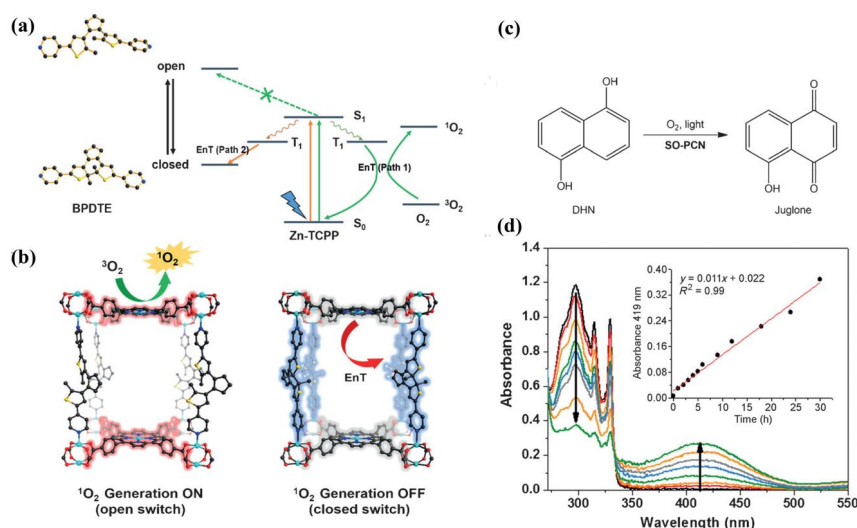 (a)
open
closed
BPDTE
S₁
T₁
T₁
EnT (Path 2)
EnT (Path 1)
¹O₂
³O₂
O₂
S₀
Zn-TCPP
(b)
³O₂
¹O₂
EnT
¹O₂ Generation ON
(open switch)
¹O₂ Generation OFF
(closed switch)
(c)
OH
OH
DHN
O₂, light
SO-PCN
O
OH
O
Juglone
(d)
Absorbance
1.4
1.2
1.0
0.8
0.6
0.4
0.2
0.0
300
350
400
450
500
550
Wavelength (nm)
Absorbance 419 nm
0.40
0.32
0.24
0.16
0.08
0.00
y = 0.011x + 0.022
R² = 0.99
0
5
10
15
20
25
30
Time (h)